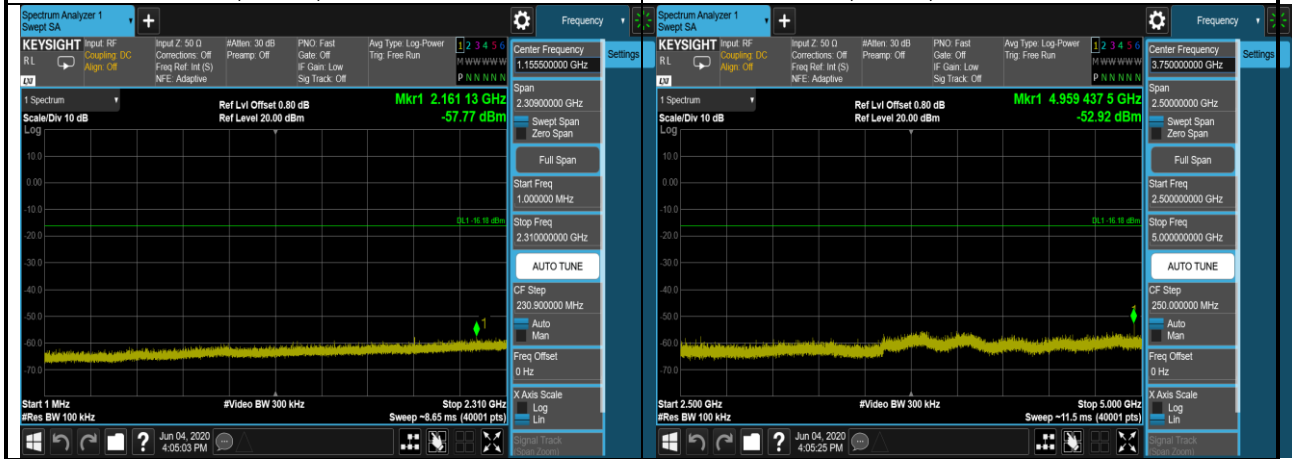 Spectrum Analyzer 1
Swept SA
+
Frequency
KEYSIGHT
RL
LXI
Input: RF
Coupling: DC
Align: Off
Input Z: 50 Ω
Corrections: Off
Freq Ref: Int (S)
NFE: Adaptive
#Atten: 30 dB
Preamp: Off
PNO: Fast
Gate: Off
IF Gain: Low
Sig Track: Off
Avg Type: Log-Power
Trig: Free Run
1 2 3 4 5 6
M W W W W W
P N N N N N
1 Spectrum
Scale/Div 10 dB
Log
Ref Lvl Offset 0.80 dB
Ref Level 20.00 dBm
Mkr1 2.161 13 GHz
-57.77 dBm
10.0
0.00
-10.0
DL1 -16.18 dBm
-20.0
-30.0
-40.0
-50.0
1
-60.0
-70.0
Start 1 MHz
#Res BW 100 kHz
#Video BW 300 kHz
Stop 2.310 GHz
Sweep ~8.65 ms (40001 pts)
Center Frequency
1.155500000 GHz
Settings
Span
2.30900000 GHz
Swept Span
Zero Span
Full Span
Start Freq
1.000000 MHz
Stop Freq
2.310000000 GHz
AUTO TUNE
CF Step
230.900000 MHz
Auto
Man
Freq Offset
0 Hz
X Axis Scale
Log
Lin
Signal Track
(Span Zoom)
?
Jun 04, 2020
4:05:03 PM
Spectrum Analyzer 1
Swept SA
+
Frequency
KEYSIGHT
RL
LXI
Input: RF
Coupling: DC
Align: Off
Input Z: 50 Ω
Corrections: Off
Freq Ref: Int (S)
NFE: Adaptive
#Atten: 30 dB
Preamp: Off
PNO: Fast
Gate: Off
IF Gain: Low
Sig Track: Off
Avg Type: Log-Power
Trig: Free Run
1 2 3 4 5 6
M W W W W W
P N N N N N
1 Spectrum
Scale/Div 10 dB
Log
Ref Lvl Offset 0.80 dB
Ref Level 20.00 dBm
Mkr1 4.959 437 5 GHz
-52.92 dBm
10.0
0.00
-10.0
DL1 -16.18 dBm
-20.0
-30.0
-40.0
-50.0
1
-60.0
-70.0
Start 2.500 GHz
#Res BW 100 kHz
#Video BW 300 kHz
Stop 5.000 GHz
Sweep ~11.5 ms (40001 pts)
Center Frequency
3.750000000 GHz
Settings
Span
2.50000000 GHz
Swept Span
Zero Span
Full Span
Start Freq
2.500000000 GHz
Stop Freq
5.000000000 GHz
AUTO TUNE
CF Step
250.000000 MHz
Auto
Man
Freq Offset
0 Hz
X Axis Scale
Log
Lin
Signal Track
(Span Zoom)
?
Jun 04, 2020
4:05:25 PM